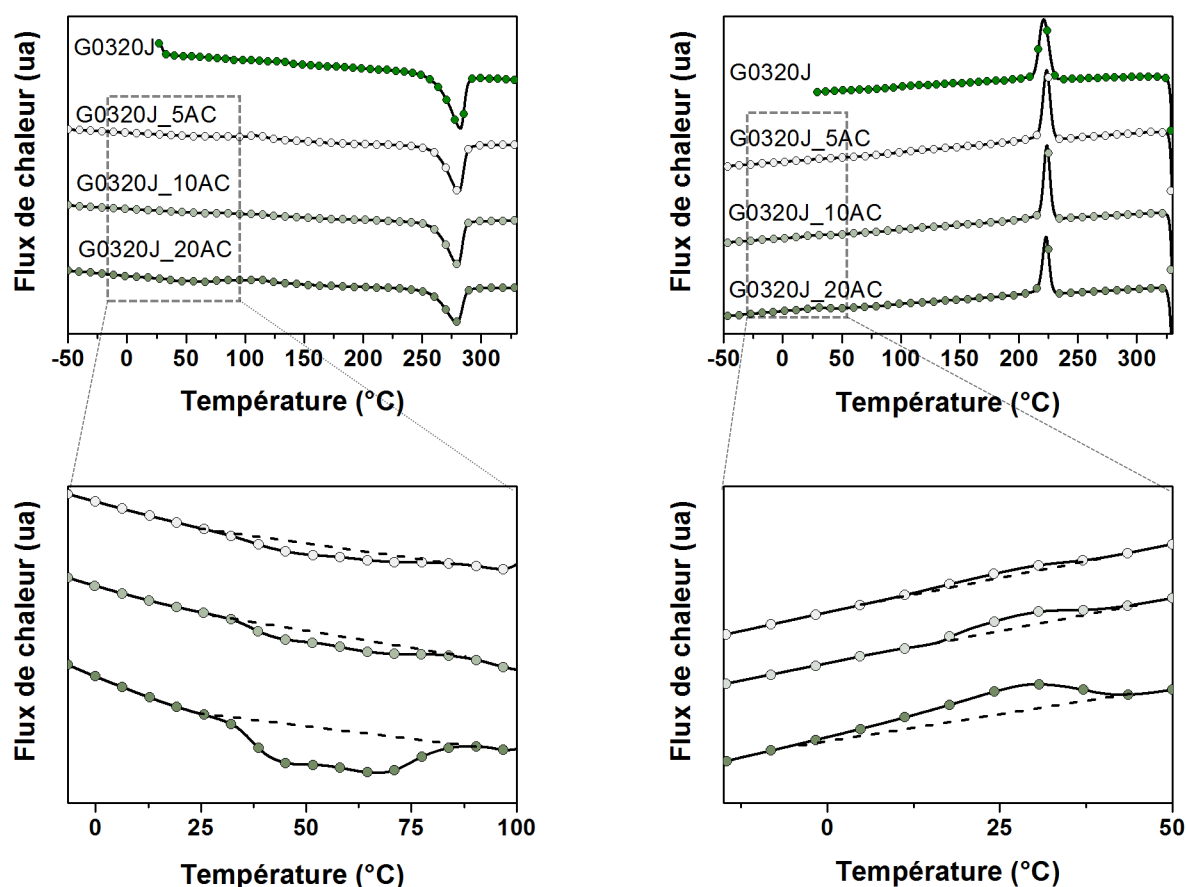 Flux de chaleur (ua)
G0320J
G0320J_5AC
G0320J_10AC
G0320J_20AC
-50 0 50 100 150 200 250 300
Température (°C)
Flux de chaleur (ua)
G0320J
G0320J_5AC
G0320J_10AC
G0320J_20AC
-50 0 50 100 150 200 250 300
Température (°C)
Flux de chaleur (ua)
0 25 50 75 100
Température (°C)
Flux de chaleur (ua)
0 25 50
Température (°C)